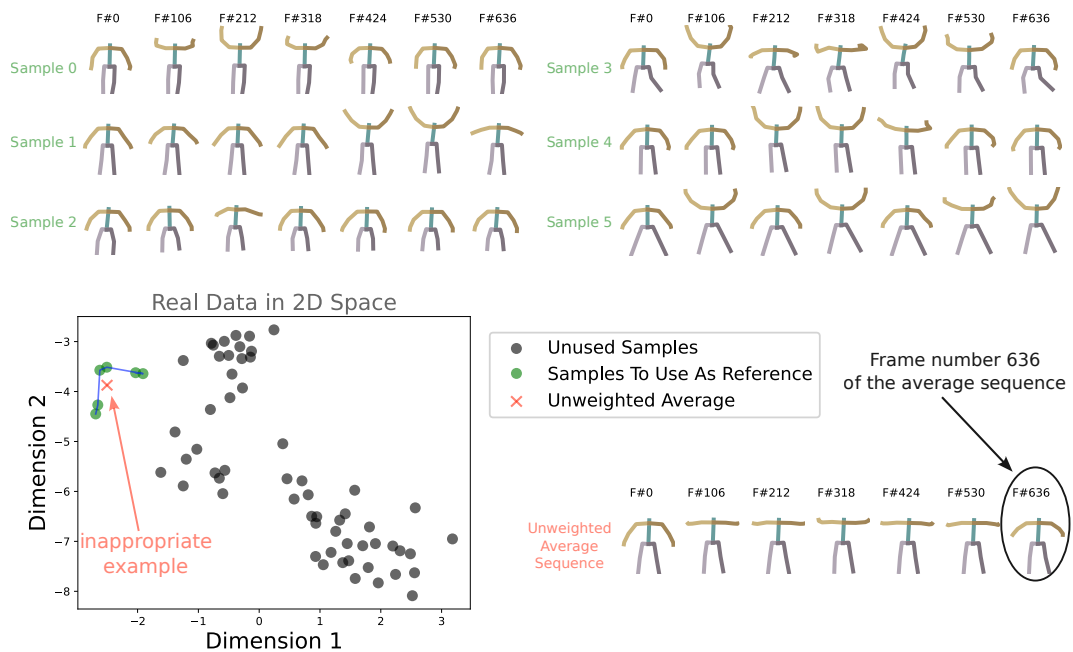 F#0 F#106 F#212 F#318 F#424 F#530 F#636
Sample 0
Sample 1
Sample 2
F#0 F#106 F#212 F#318 F#424 F#530 F#636
Sample 3
Sample 4
Sample 5
Real Data in 2D Space
Dimension 2
−3
−4
−5
−6
−7
−8
−2 −1 0 1 2 3
Dimension 1
inappropriate
example
Unused Samples
Samples To Use As Reference
Unweighted Average
Frame number 636
of the average sequence
F#0 F#106 F#212 F#318 F#424 F#530 F#636
Unweighted
Average
Sequence